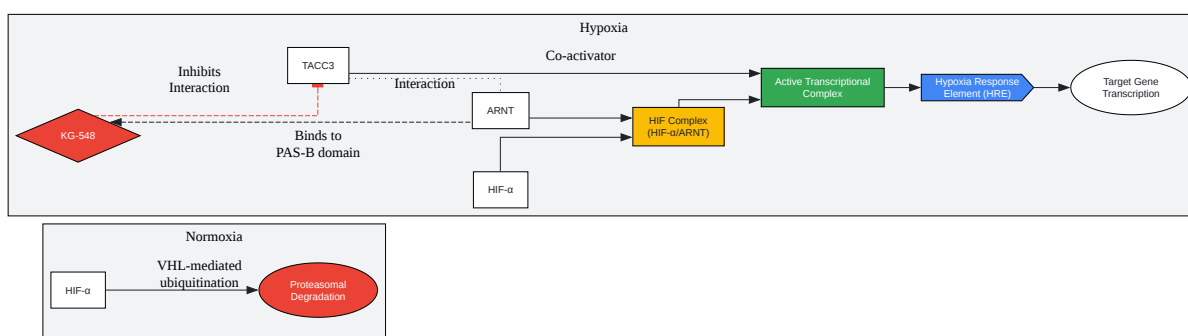 Hypoxia
Co-activator
TACC3
Inhibits
Interaction
Interaction
Active Transcriptional
Complex
Hypoxia Response
Element (HRE)
Target Gene
Transcription
ARNT
KG-548
Binds to
PAS-B domain
HIF Complex
(HIF-α/ARNT)
HIF-α
Normoxia
VHL-mediated
ubiquitination
HIF-α
Proteasomal
Degradation